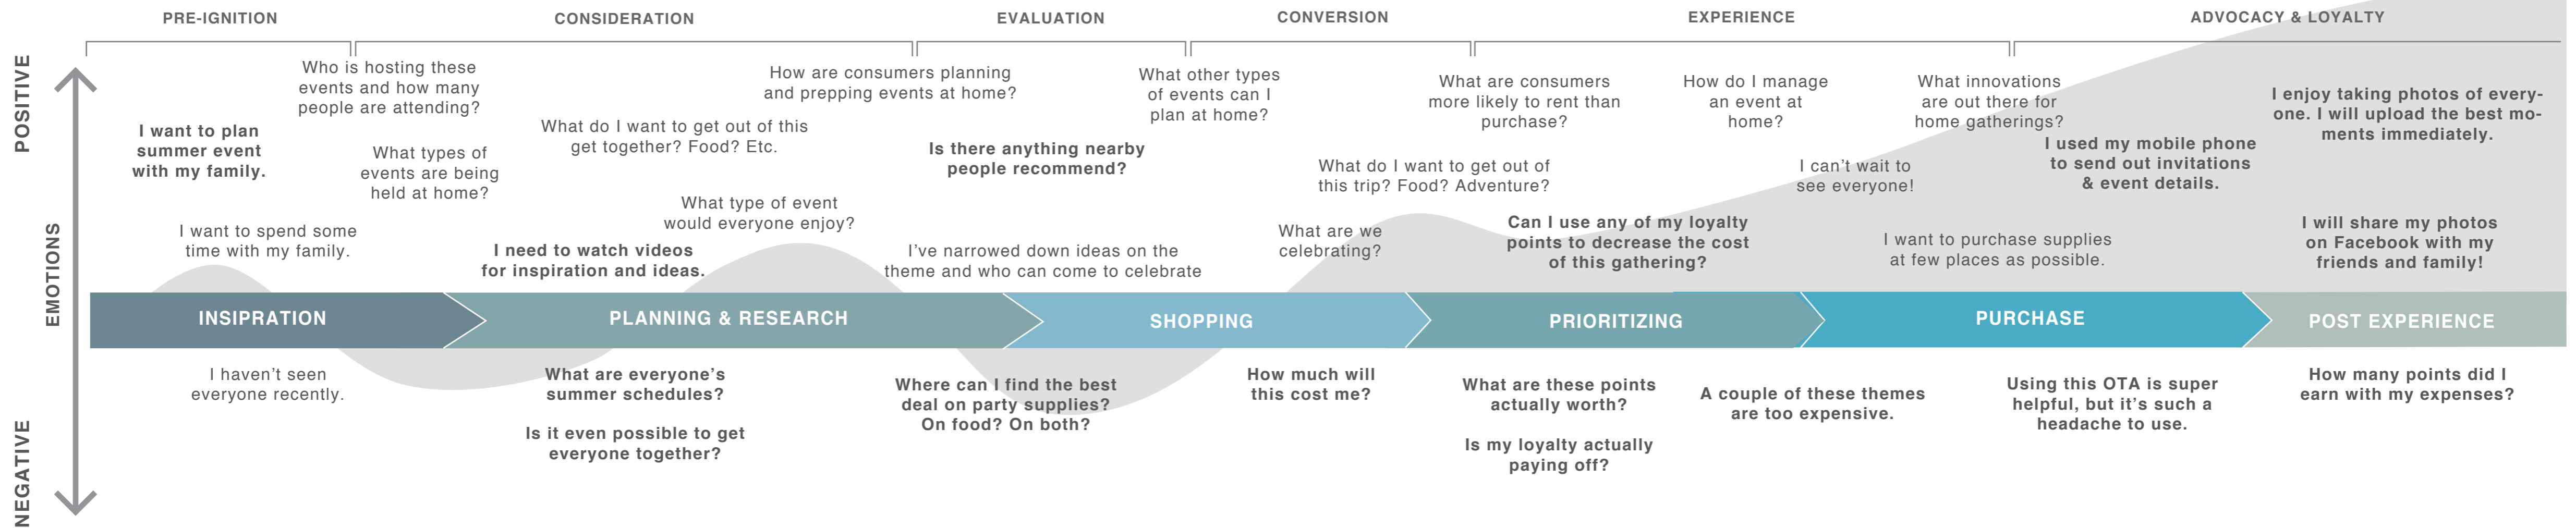 PRE-IGNITION
CONSIDERATION
EVALUATION
CONVERSION
EXPERIENCE
ADVOCACY & LOYALTY
POSITIVE
EMOTIONS
NEGATIVE
I want to plan
summer event
with my family.
Who is hosting these
events and how many
people are attending?
What types of
events are being
held at home?
I want to spend some
time with my family.
What do I want to get out of this
get together? Food? Etc.
What type of event
would everyone enjoy?
I need to watch videos
for inspiration and ideas.
How are consumers planning
and prepping events at home?
Is there anything nearby
people recommend?
I've narrowed down ideas on the
theme and who can come to celebrate
What other types
of events can I
plan at home?
What do I want to get out of
this trip? Food? Adventure?
What are we
celebrating?
What are consumers
more likely to rent than
purchase?
Can I use any of my loyalty
points to decrease the cost
of this gathering?
How do I manage
an event at
home?
I can't wait to
see everyone!
What innovations
are out there for
home gatherings?
I want to purchase supplies
at few places as possible.
I used my mobile phone
to send out invitations
& event details.
I enjoy taking photos of every-
one. I will upload the best mo-
ments immediately.
I will share my photos
on Facebook with my
friends and family!
INSIPRATION
PLANNING & RESEARCH
SHOPPING
PRIORITIZING
PURCHASE
POST EXPERIENCE
I haven't seen
everyone recently.
What are everyone's
summer schedules?
Is it even possible to get
everyone together?
Where can I find the best
deal on party supplies?
On food? On both?
How much will
this cost me?
What are these points
actually worth?
Is my loyalty actually
paying off?
A couple of these themes
are too expensive.
Using this OTA is super
helpful, but it's such a
headache to use.
How many points did I
earn with my expenses?